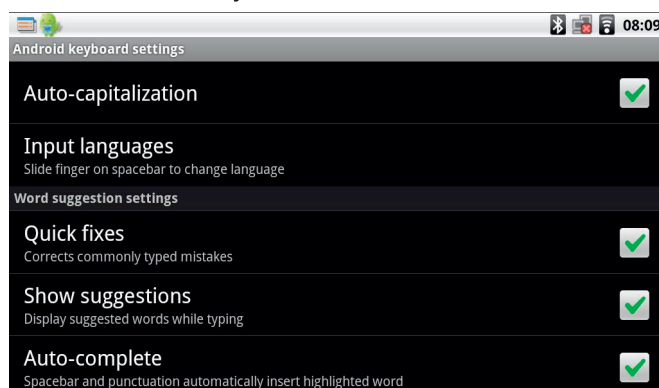 08:09
Android keyboard settings
Auto-capitalization
Input languages
Slide finger on spacebar to change language
Word suggestion settings
Quick fixes
Corrects commonly typed mistakes
Show suggestions
Display suggested words while typing
Auto-complete
Spacebar and punctuation automatically insert highlighted word